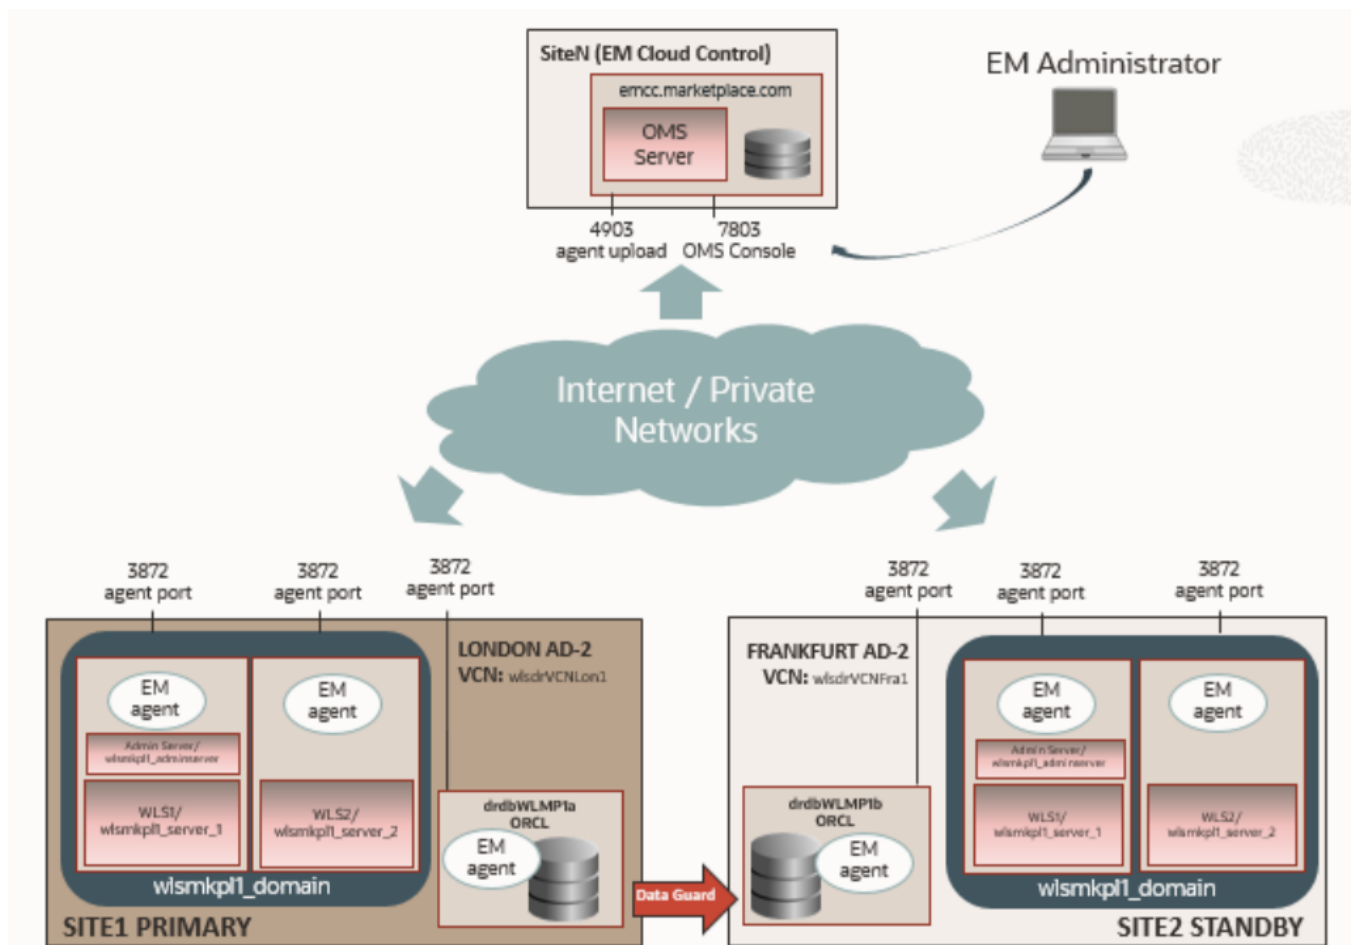 SiteN (EM Cloud Control)
emcc.marketplace.com
OMS
Server
EM Administrator
4903
agent upload
7803
OMS Console
Internet / Private
Networks
3872
agent port
3872
agent port
3872
agent port
3872
agent port
3872
agent port
3872
agent port
LONDON AD-2
VCN: wlsdrVCNLon1
EM
agent
Admin Server/
wlsmkpl1_adminserver
WLS1/
wlsmkpl1_server_1
EM
agent
WLS2/
wlsmkpl1_server_2
wlsmkpl1_domain
drdbWLMP1a
ORCL
EM
agent
SITE1 PRIMARY
Data Guard
FRANKFURT AD-2
VCN: wlsdrVCNFra1
drdbWLMP1b
ORCL
EM
agent
EM
agent
Admin Server/
wlsmkpl1_adminserver
WLS1/
wlsmkpl1_server_1
EM
agent
WLS2/
wlsmkpl1_server_2
wlsmkpl1_domain
SITE2 STANDBY